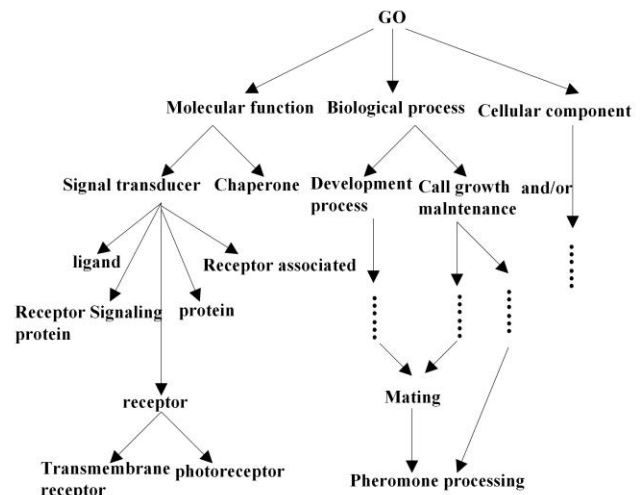 GO
Molecular function Biological process Cellular component
Signal transducer Chaperone Development process Call growth and/or malntenance
ligand Receptor associated
Receptor Signaling protein
protein
receptor
Mating
Transmembrane receptor
photoreceptor
Pheromone processing